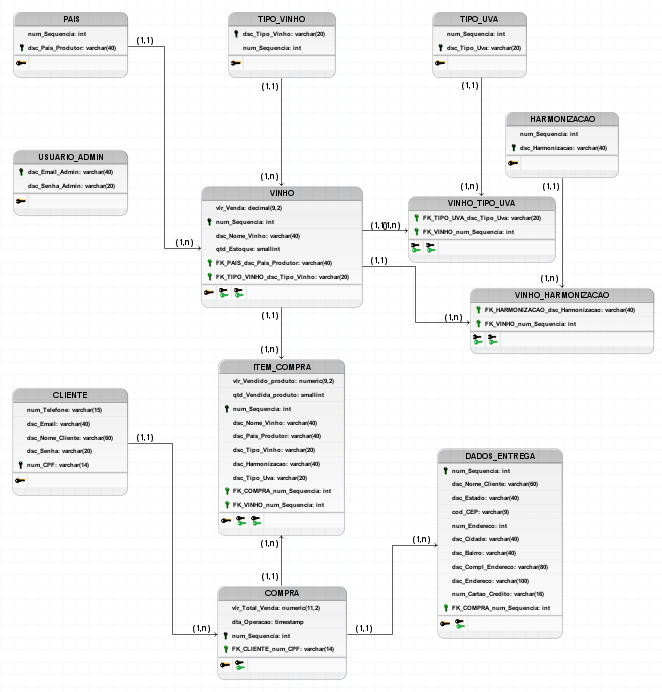 PAIS
num_Sequencia: int
dsc_Pais_Produtor: varchar(40)
(1,1)
TIPO_VINHO
dsc_Tipo_Vinho: varchar(20)
num_Sequencia: int
(1,1)
TIPO_UVA
num_Sequencia: int
dsc_Tipo_Uva: varchar(20)
(1,1)
HARMONIZACAO
num_Sequencia: int
dsc_Harmonizacao: varchar(40)
(1,1)
USUARIO_ADMIN
dsc_Email_Admin: varchar(40)
dsc_Senha_Admin: varchar(20)
(1,n)
VINHO
vlr_Venda: decimal(9,2)
num_Sequencia: int
dsc_Nome_Vinho: varchar(40)
qtd_Estoque: smallint
FK_PAIS_dsc_Pais_Produtor: varchar(40)
FK_TIPO_VINHO_dsc_Tipo_Vinho: varchar(20)
(1,n)
(1,n)
VINHO_TIPO_UVA
FK_TIPO_UVA_dsc_Tipo_Uva: varchar(20)
FK_VINHO_num_Sequencia: int
(1,1)
(1,n)
(1,1)
(1,n)
(1,n)
VINHO_HARMONIZACAO
FK_HARMONIZACAO_dsc_Harmonizacao: varchar(40)
FK_VINHO_num_Sequencia: int
(1,1)
(1,n)
ITEM_COMPRA
vlr_Vendido_produto: numeric(9,2)
qtd_Vendida_produto: smallint
num_Sequencia: int
dsc_Nome_Vinho: varchar(40)
dsc_Pais_Produtor: varchar(40)
dsc_Tipo_Vinho: varchar(20)
dsc_Harmonizacao: varchar(40)
dsc_Tipo_Uva: varchar(20)
FK_COMPRA_num_Sequencia: int
FK_VINHO_num_Sequencia: int
(1,n)
CLIENTE
num_Telefone: varchar(15)
dsc_Email: varchar(40)
dsc_Nome_Cliente: varchar(60)
dsc_Senha: varchar(20)
num_CPF: varchar(14)
(1,1)
DADOS_ENTREGA
num_Sequencia: int
dsc_Nome_Cliente: varchar(60)
dsc_Estado: varchar(40)
cod_CEP: varchar(9)
num_Endereco: int
dsc_Cidade: varchar(40)
dsc_Bairro: varchar(40)
dsc_Compl_Endereco: varchar(80)
dsc_Endereco: varchar(100)
num_Cartao_Credito: varchar(16)
FK_COMPRA_num_Sequencia: int
(1,n)
(1,1)
COMPRA
vlr_Total_Venda: numeric(11,2)
dta_Operacao: timestamp
num_Sequencia: int
FK_CLIENTE_num_CPF: varchar(14)
(1,n)
(1,1)